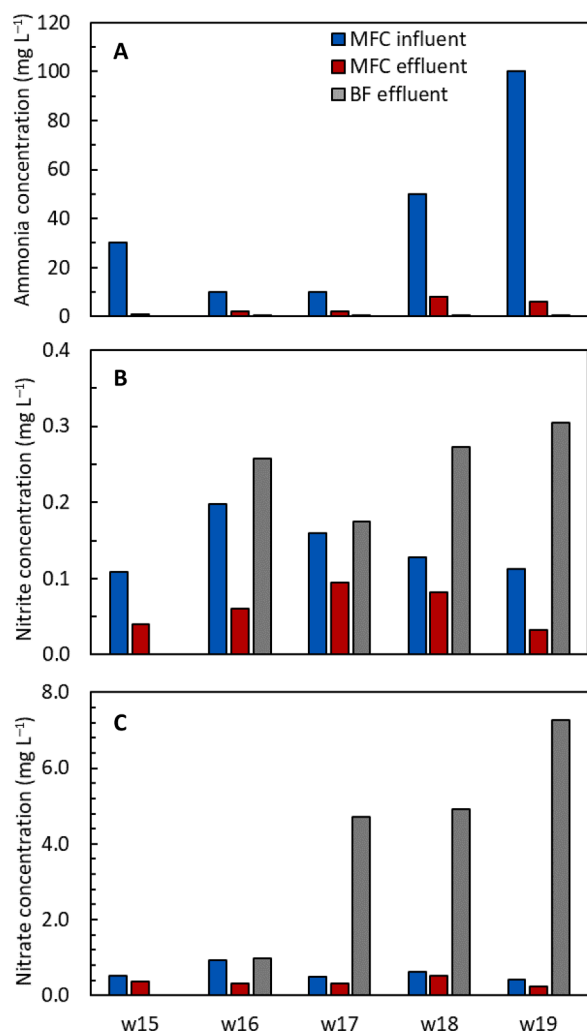 A
MFC influent
MFC effluent
BF effluent
Ammonia concentration (mg L⁻¹)
120
100
80
60
40
20
0
B
Nitrite concentration (mg L⁻¹)
0.4
0.3
0.2
0.1
0.0
C
Nitrate concentration (mg L⁻¹)
8.0
6.0
4.0
2.0
0.0
w15 w16 w17 w18 w19